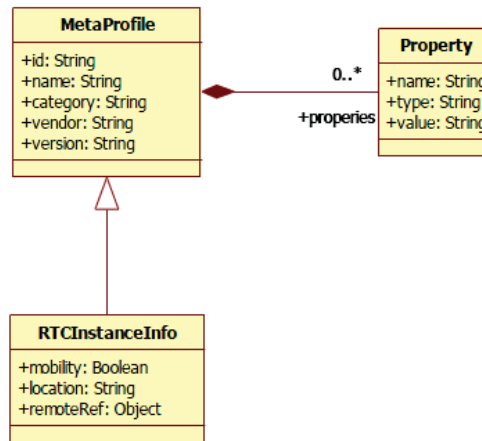 MetaProfile
+id: String
+name: String
+category: String
+vendor: String
+version: String
0..*
+properies
Property
+name: String
+type: String
+value: String
RTCInstanceInfo
+mobility: Boolean
+location: String
+remoteRef: Object